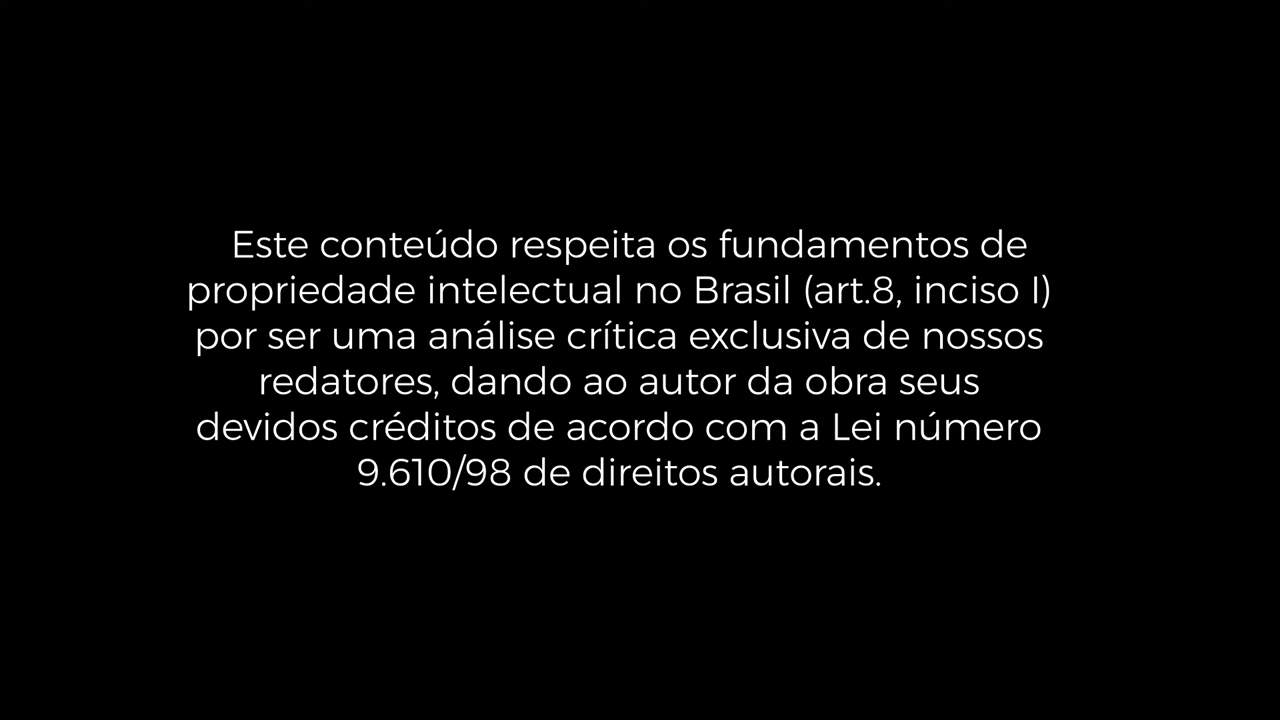 Este conteúdo respeita os fundamentos de
propriedade intelectual no Brasil (art.8, inciso I)
por ser uma análise crítica exclusiva de nossos
redatores, dando ao autor da obra seus
devidos créditos de acordo com a Lei número
9.610/98 de direitos autorais.